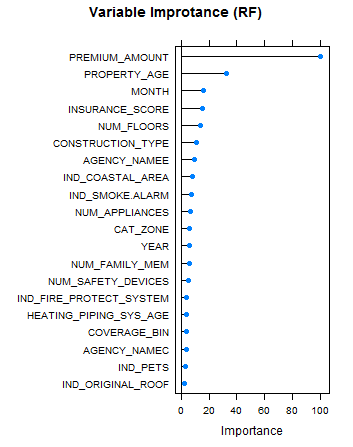 Variable Improtance (RF)
PREMIUM_AMOUNT
PROPERTY_AGE
MONTH
INSURANCE_SCORE
NUM_FLOORS
CONSTRUCTION_TYPE
AGENCY_NAMEE
IND_COASTAL_AREA
IND_SMOKE.ALARM
NUM_APPLIANCES
CAT_ZONE
YEAR
NUM_FAMILY_MEM
NUM_SAFETY_DEVICES
IND_FIRE_PROTECT_SYSTEM
HEATING_PIPING_SYS_AGE
COVERAGE_BIN
AGENCY_NAMEC
IND_PETS
IND_ORIGINAL_ROOF
0 20 40 60 80 100
Importance